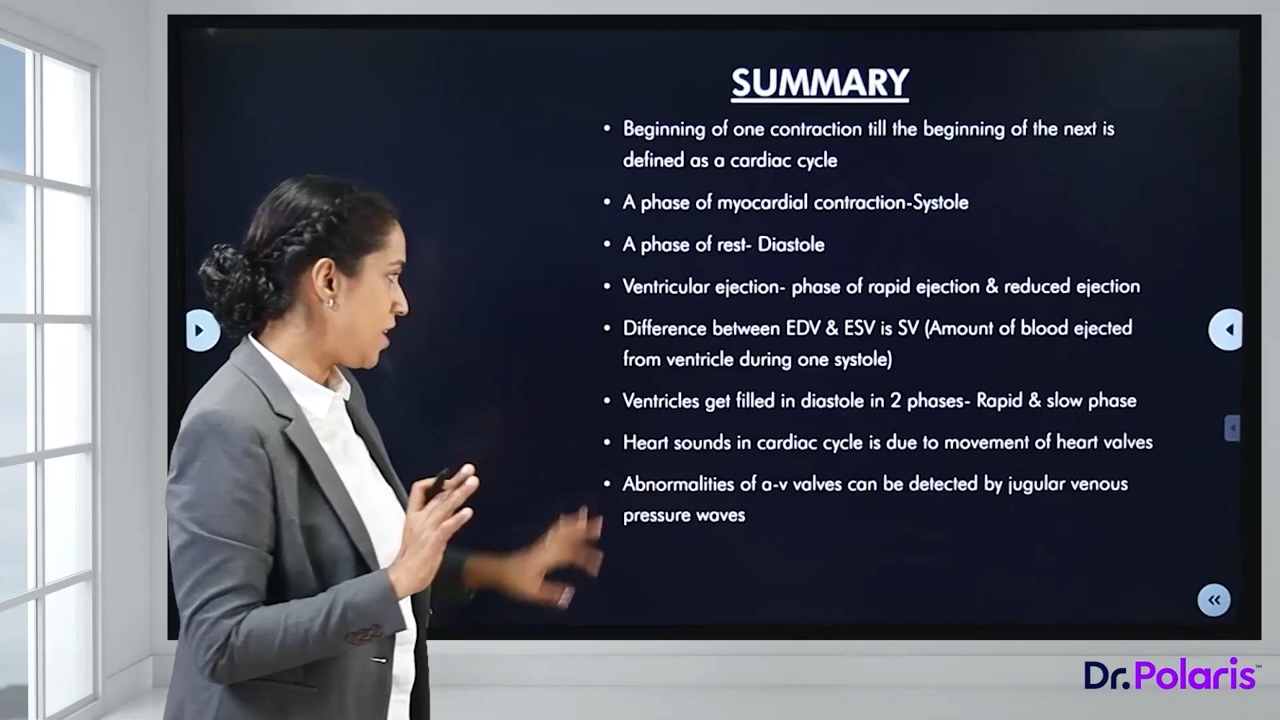 SUMMARY
• Beginning of one contraction till the beginning of the next is
defined as a cardiac cycle
• A phase of myocardial contraction-Systole
• A phase of rest- Diastole
• Ventricular ejection- phase of rapid ejection & reduced ejection
• Difference between EDV & ESV is SV (Amount of blood ejected
from ventricle during one systole)
• Ventricles get filled in diastole in 2 phases- Rapid & slow phase
• Heart sounds in cardiac cycle is due to movement of heart valves
• Abnormalities of a-v valves can be detected by jugular venous
pressure waves
Dr.Polaris™